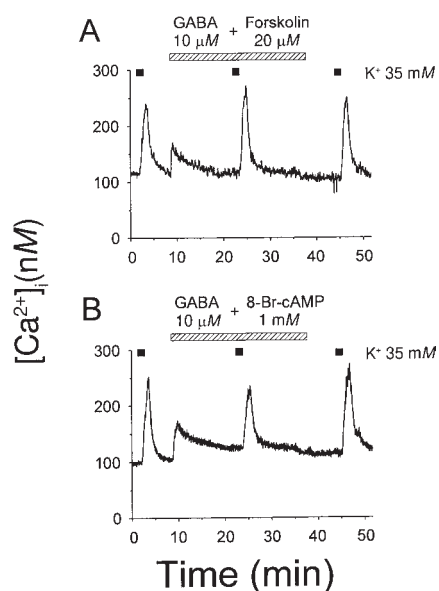 A
GABA + Forskolin
10 μM 20 μM
K⁺ 35 mM
300
200
100
0
0 10 20 30 40 50
[Ca²⁺]ᵢ(nM)
B
GABA + 8-Br-cAMP
10 μM 1 mM
K⁺ 35 mM
300
200
100
0
0 10 20 30 40 50
Time (min)